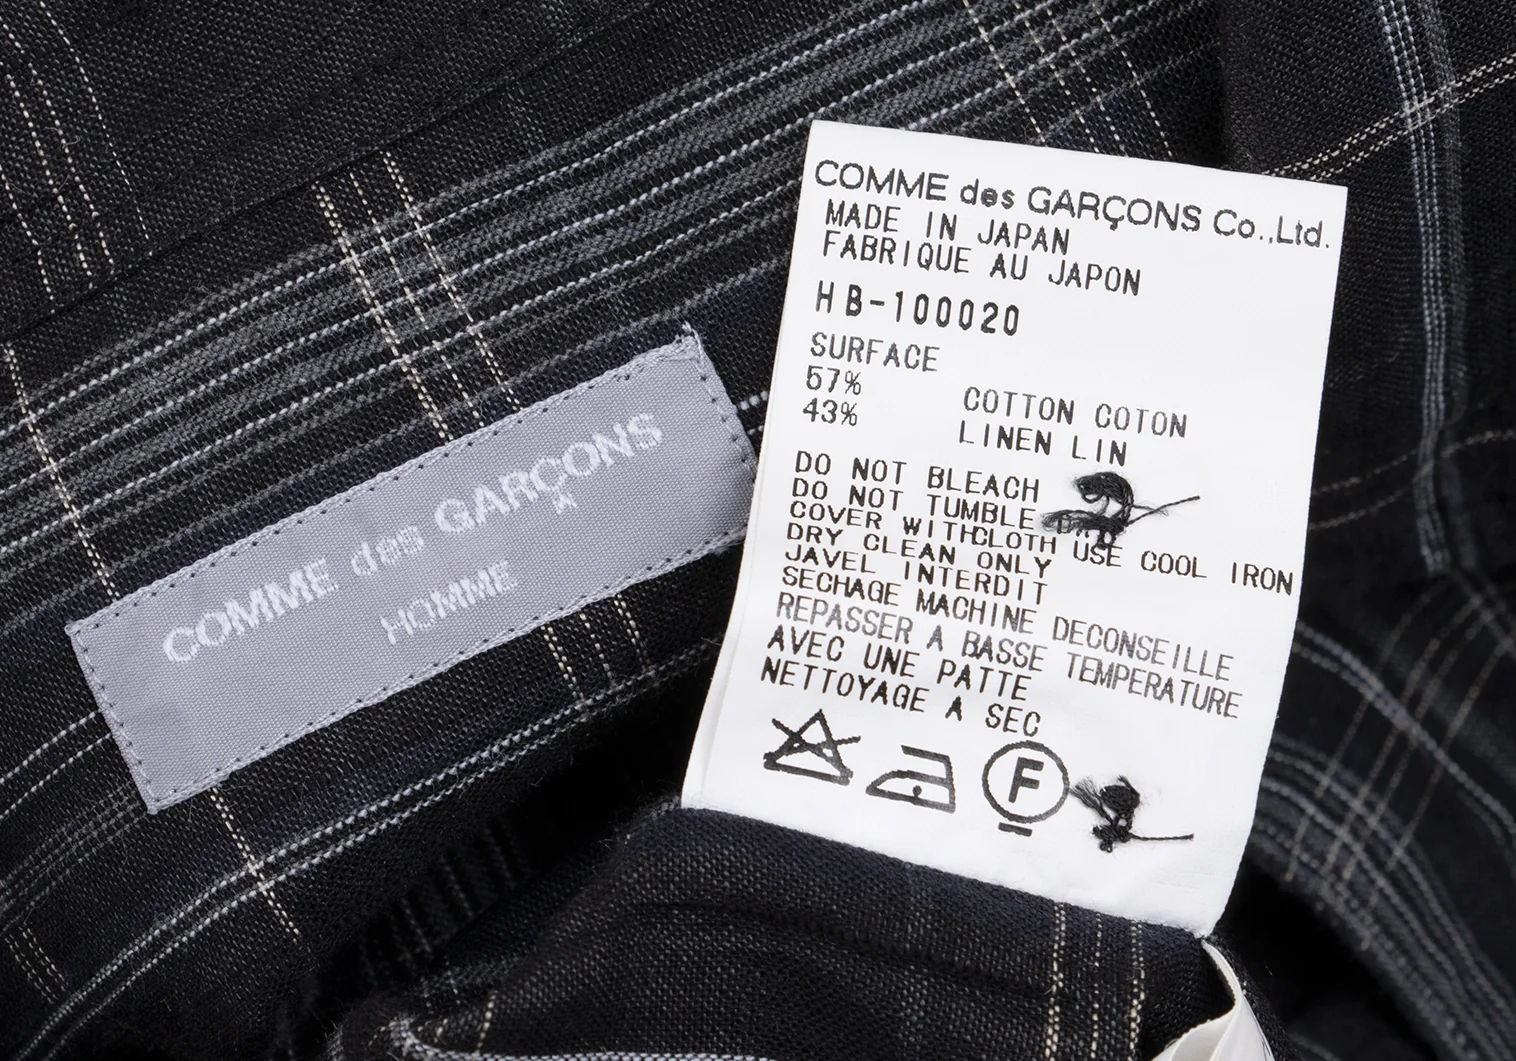 COMME des GARÇONS
HOMME
COMME des GARÇONS Co.,Ltd.
MADE IN JAPAN
FABRIQUE AU JAPON
HB-100020
SURFACE
57% COTTON COTON
43% LINEN LIN
DO NOT BLEACH
DO NOT TUMBLE
COVER WITHCLOTH USE COOL IRON
DRY CLEAN ONLY
JAVEL INTERDIT
SECHAGE MACHINE DECONSEILLE
REPASSER A BASSE TEMPERATURE
AVEC UNE PATTE
NETTOYAGE A SEC
F